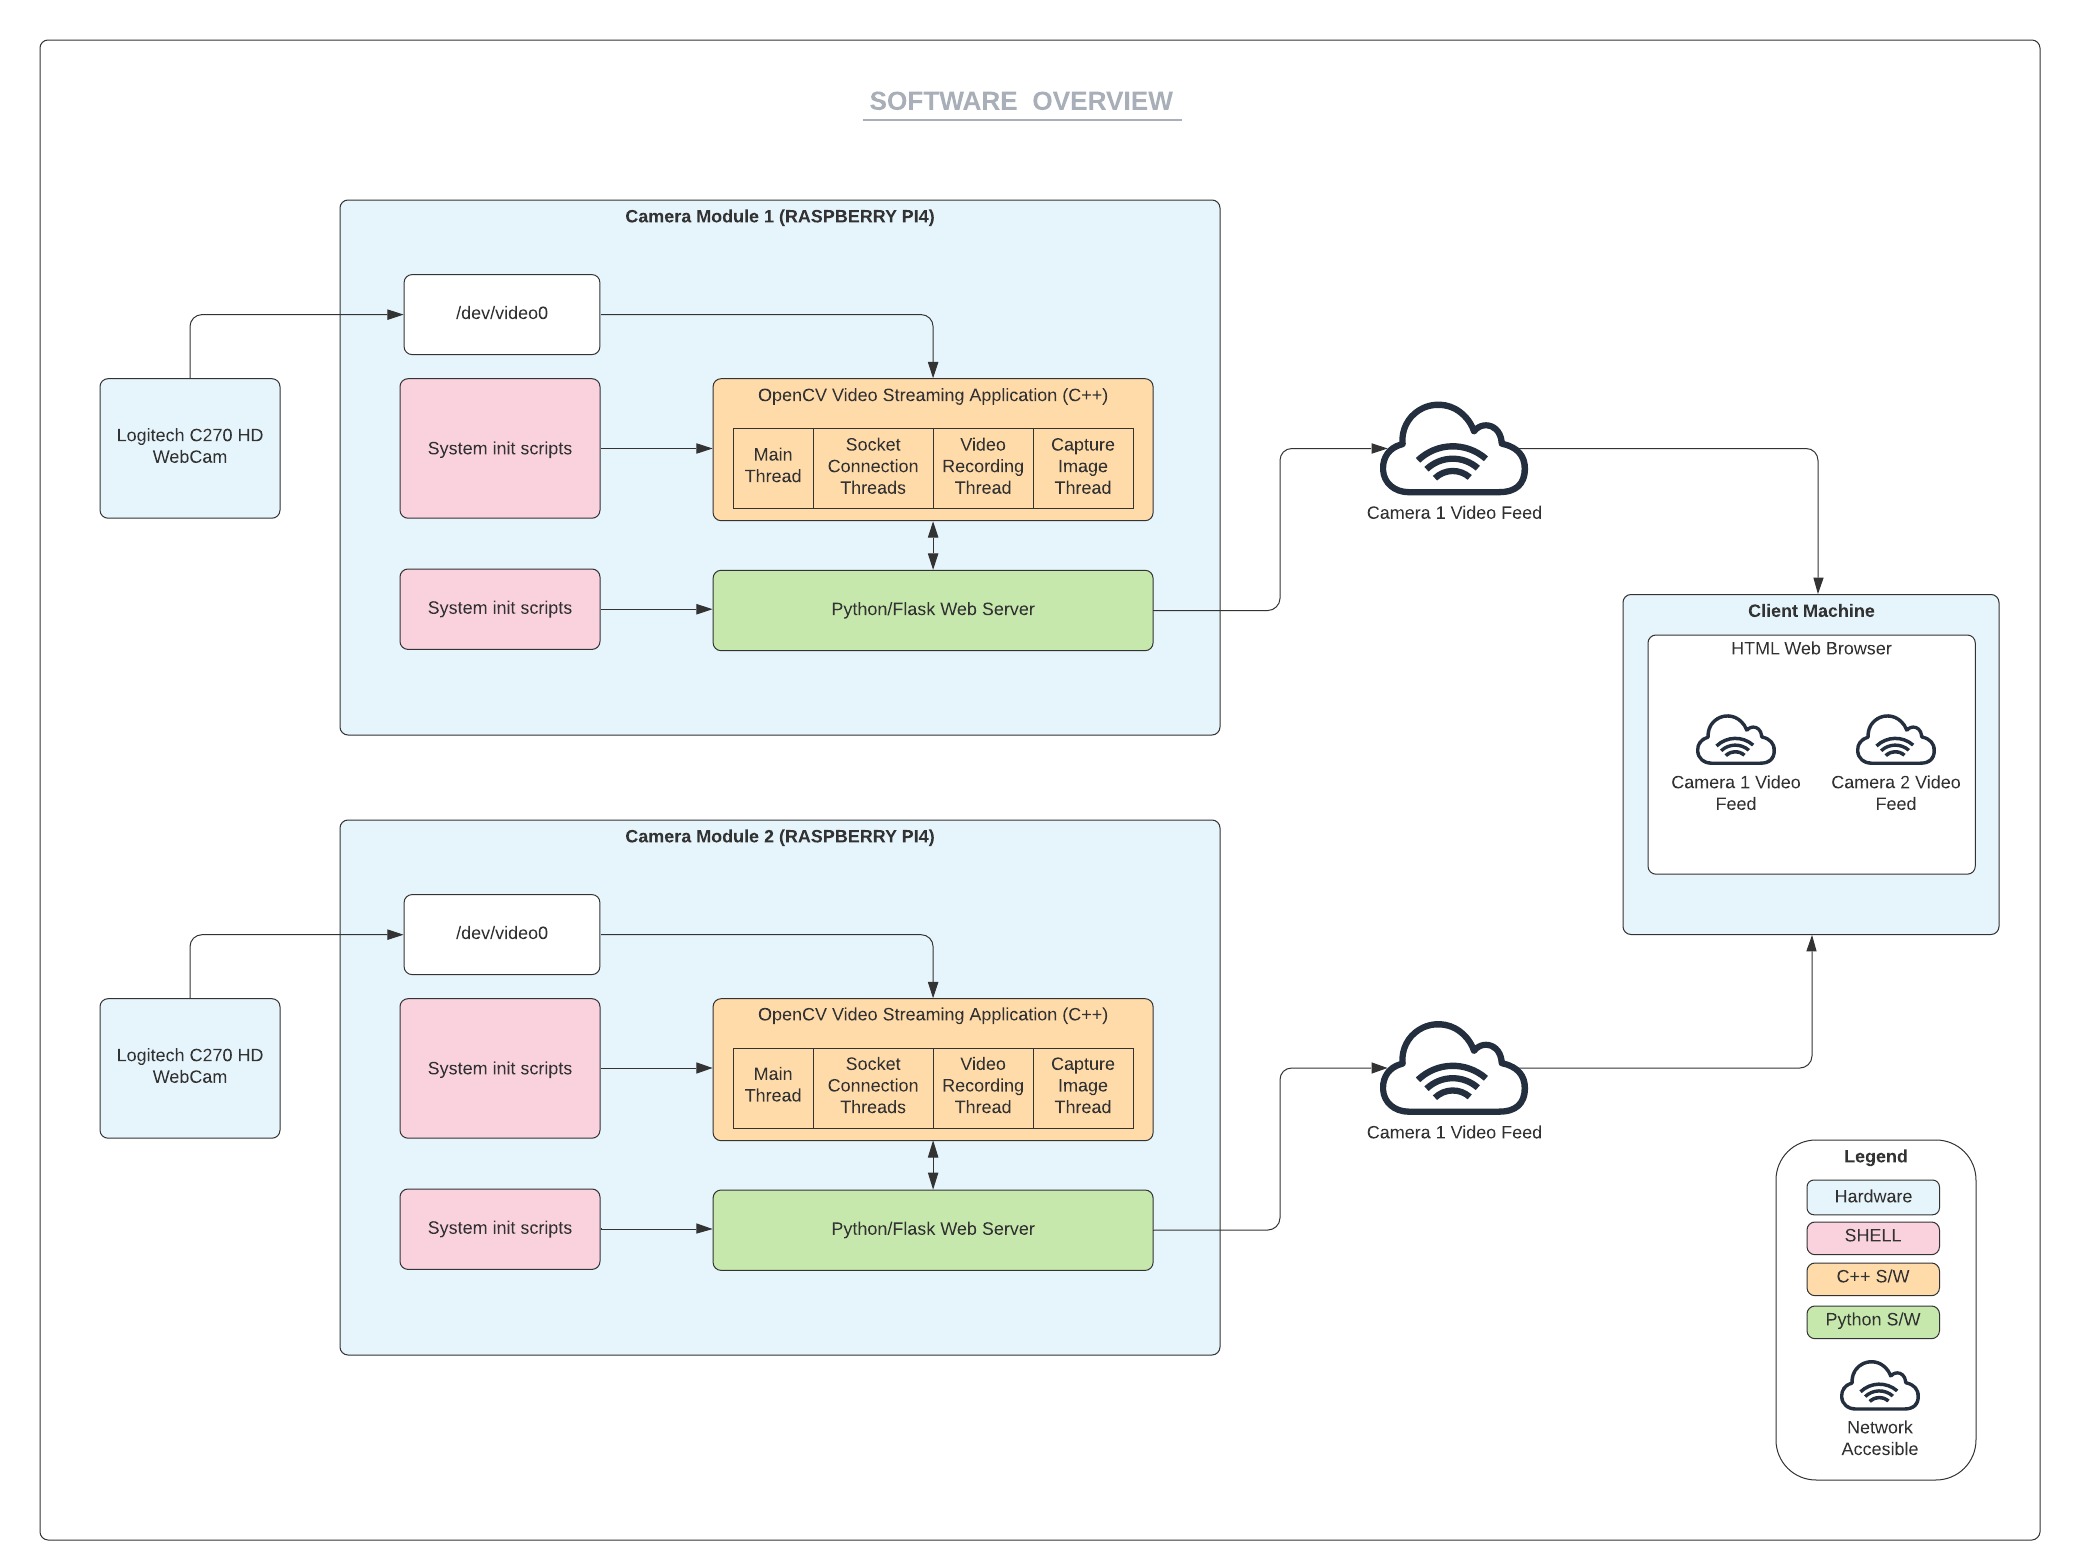 SOFTWARE OVERVIEW
Camera Module 1 (RASPBERRY PI4)
/dev/video0
Logitech C270 HD
WebCam
System init scripts
OpenCV Video Streaming Application (C++)
Main
Thread
Socket
Connection
Threads
Video
Recording
Thread
Capture
Image
Thread
System init scripts
Python/Flask Web Server
Camera 1 Video Feed
Client Machine
HTML Web Browser
Camera 1 Video
Feed
Camera 2 Video
Feed
Camera Module 2 (RASPBERRY PI4)
/dev/video0
Logitech C270 HD
WebCam
System init scripts
OpenCV Video Streaming Application (C++)
Main
Thread
Socket
Connection
Threads
Video
Recording
Thread
Capture
Image
Thread
System init scripts
Python/Flask Web Server
Camera 1 Video Feed
Legend
Hardware
SHELL
C++ S/W
Python S/W
Network
Accesible